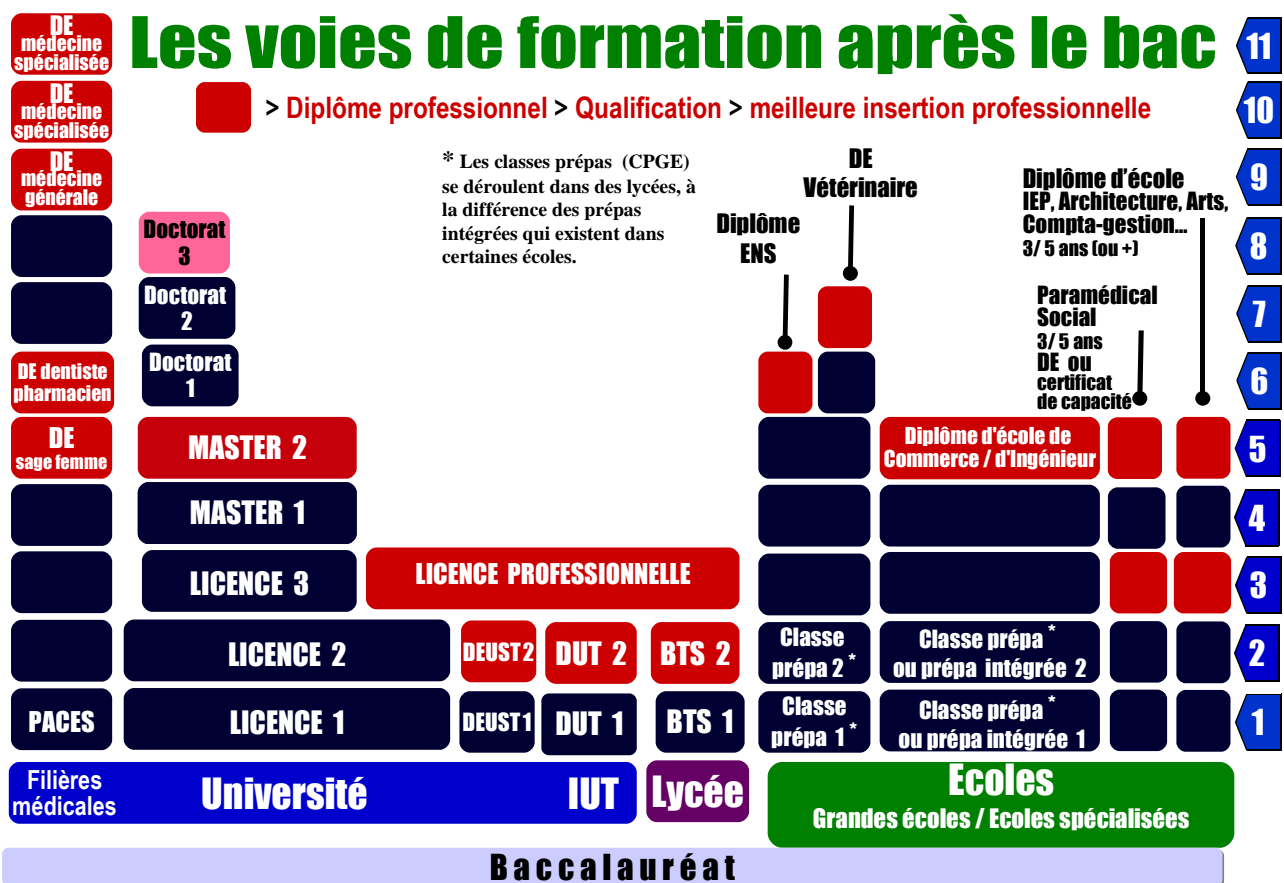 Les voies de formation après le bac
> Diplôme professionnel > Qualification > meilleure insertion professionnelle
* Les classes prépas (CPGE)
se déroulent dans des lycées, à
la différence des prépas
intégrées qui existent dans
certaines écoles.
DE
Vétérinaire
Diplôme
ENS
Diplôme d'école
IEP, Architecture, Arts,
Compta-gestion...
3/ 5 ans (ou +)
Paramédical
Social
3/ 5 ans
DE ou
certificat
de capacité
DE
médecine
spécialisée
11
DE
médecine
spécialisée
10
DE
médecine
générale
9
Doctorat
3
8
Doctorat
2
7
DE dentiste
pharmacien
Doctorat
1
6
DE
sage femme
MASTER 2
Diplôme d'école de
Commerce / d'Ingénieur
5
MASTER 1
4
LICENCE 3
LICENCE PROFESSIONNELLE
3
LICENCE 2
DEUST2
DUT 2
BTS 2
Classe
prépa 2 *
Classe prépa *
ou prépa intégrée 2
2
PACES
LICENCE 1
DEUST1
DUT 1
BTS 1
Classe
prépa 1 *
Classe prépa *
ou prépa intégrée 1
1
Filières
médicales
Université
IUT
Lycée
Ecoles
Grandes écoles / Ecoles spécialisées
Baccalauréat